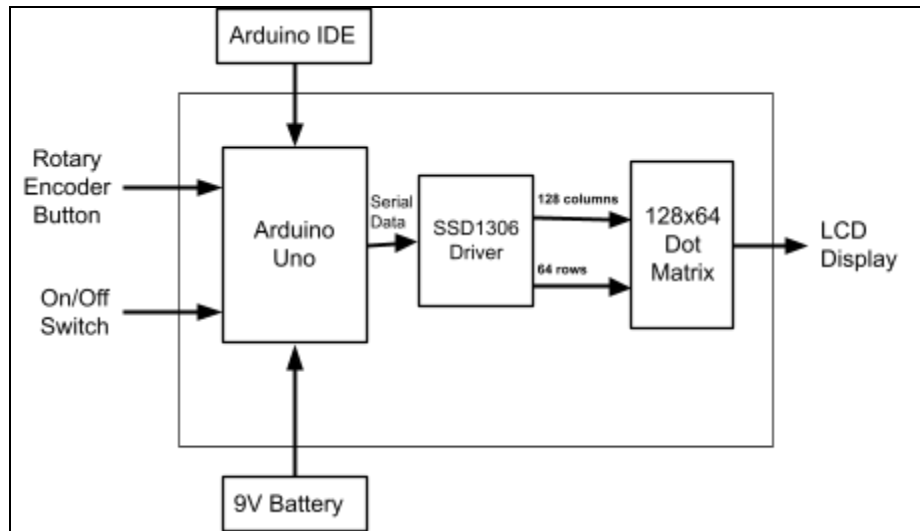 Arduino IDE
Rotary
Encoder
Button
On/Off
Switch
Arduino
Uno
Serial
Data
SSD1306
Driver
128 columns
64 rows
128x64
Dot
Matrix
LCD
Display
9V Battery